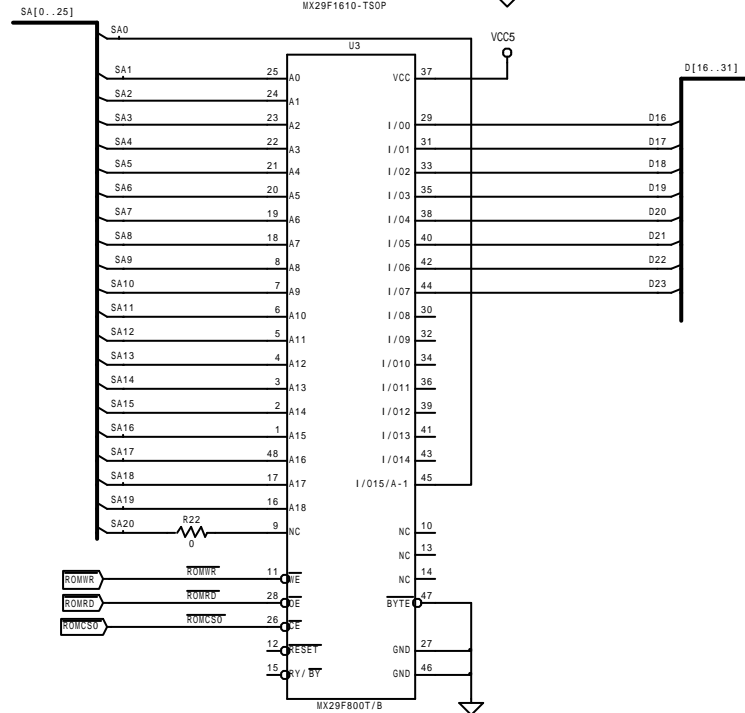 MX29F1610-TSOP
SA[0..25]
SA0
U3
VCC5
D[16..31]
SA1 25 A0 VCC 37
SA2 24 A1
SA3 23 A2 I/O0 29 D16
SA4 22 A3 I/O1 31 D17
SA5 21 A4 I/O2 33 D18
SA6 20 A5 I/O3 35 D19
SA7 19 A6 I/O4 38 D20
SA8 18 A7 I/O5 40 D21
SA9 8 A8 I/O6 42 D22
SA10 7 A9 I/O7 44 D23
SA11 6 A10 I/O8 30
SA12 5 A11 I/O9 32
SA13 4 A12 I/O10 34
SA14 3 A13 I/O11 36
SA15 2 A14 I/O12 39
SA16 1 A15 I/O13 41
SA17 48 A16 I/O14 43
SA18 17 A17 I/O15/A-1 45
SA19 16 A18
SA20 R22 9 NC NC 10
0
NC 13
NC 14
ROMWR ROMWR 11 WE
ROMRD ROMRD 28 OE BYTE 47
ROMCS0 ROMCS0 26 CE
12 RESET GND 27
15 RY/BY GND 46
MX29F800T/B